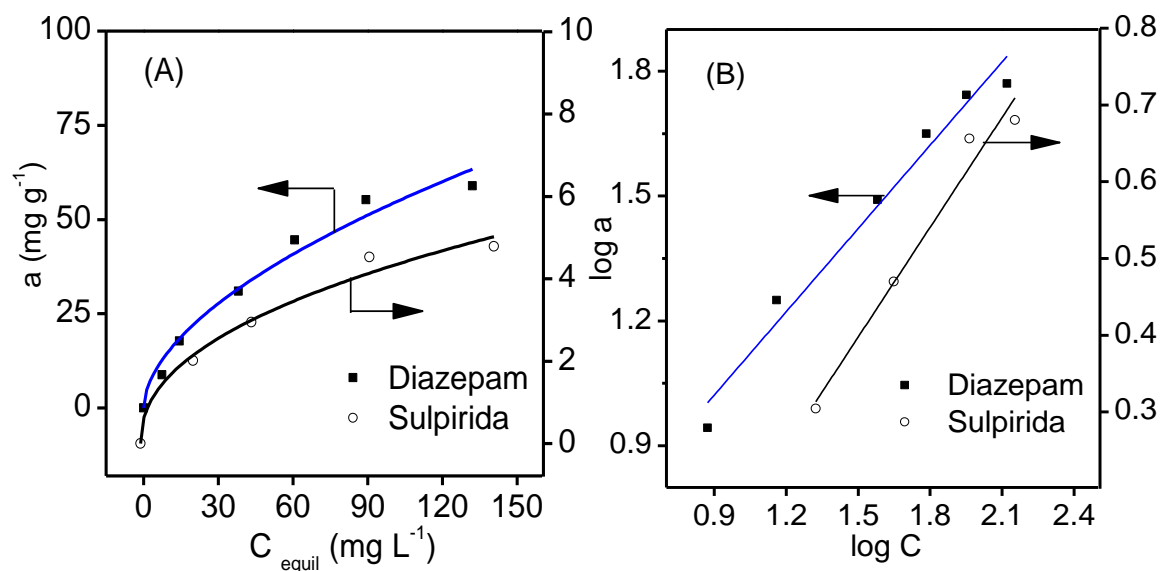 (A)
a (mg g-1)
100
75
50
25
0
10
8
6
4
2
0
Diazepam
Sulpirida
0 30 60 90 120 150
C equil (mg L-1)
(B)
log a
1.8
1.5
1.2
0.9
0.8
0.7
0.6
0.5
0.4
0.3
Diazepam
Sulpirida
0.9 1.2 1.5 1.8 2.1 2.4
log C